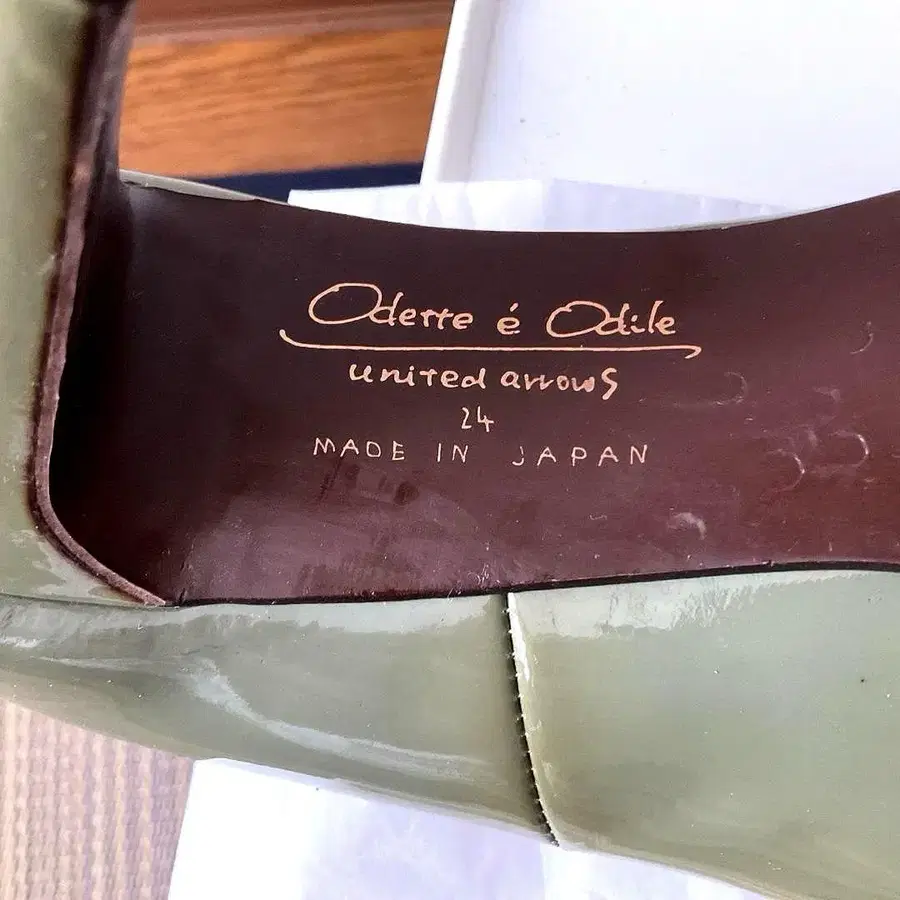 Odette é Odile
united arrows
24
MADE IN JAPAN